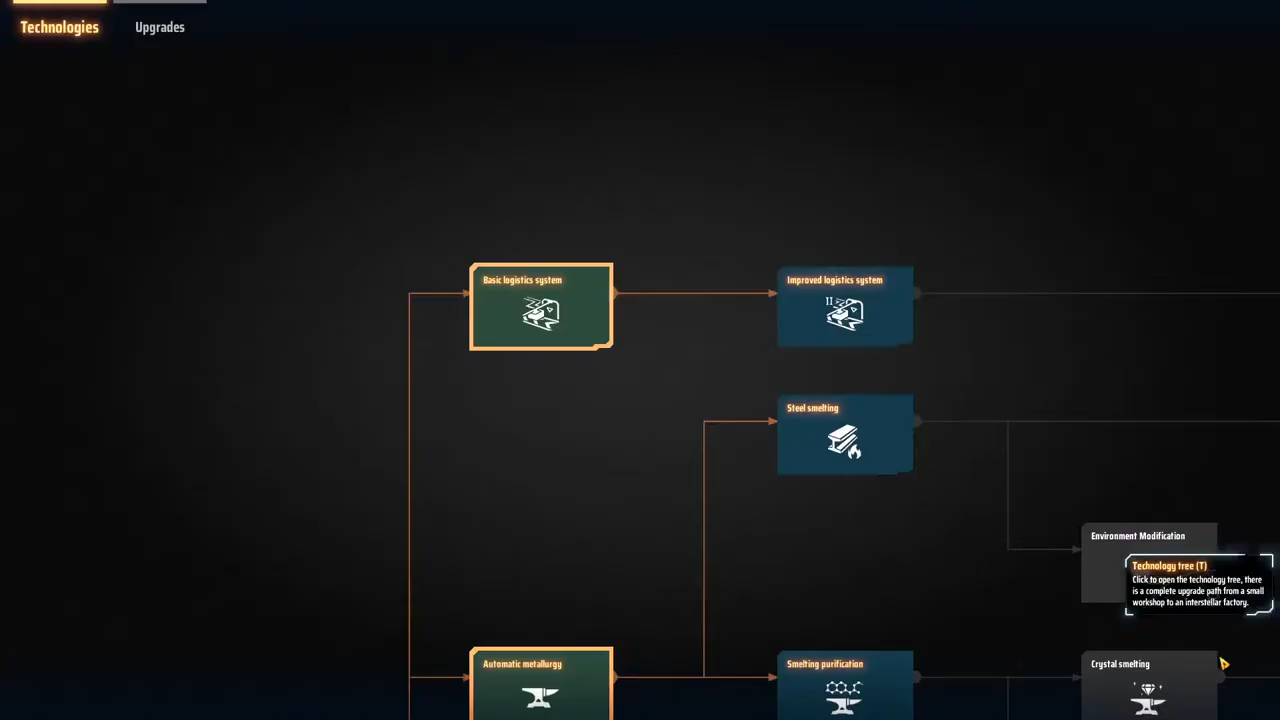 Technologies
Upgrades
Basic logistics system
Improved logistics system
II
Steel smelting
Environment Modification
Technology tree (T)
Click to open the technology tree, there
is a complete upgrade path from a small
workshop to an interstellar factory.
Automatic metallurgy
Smelting purification
Crystal smelting